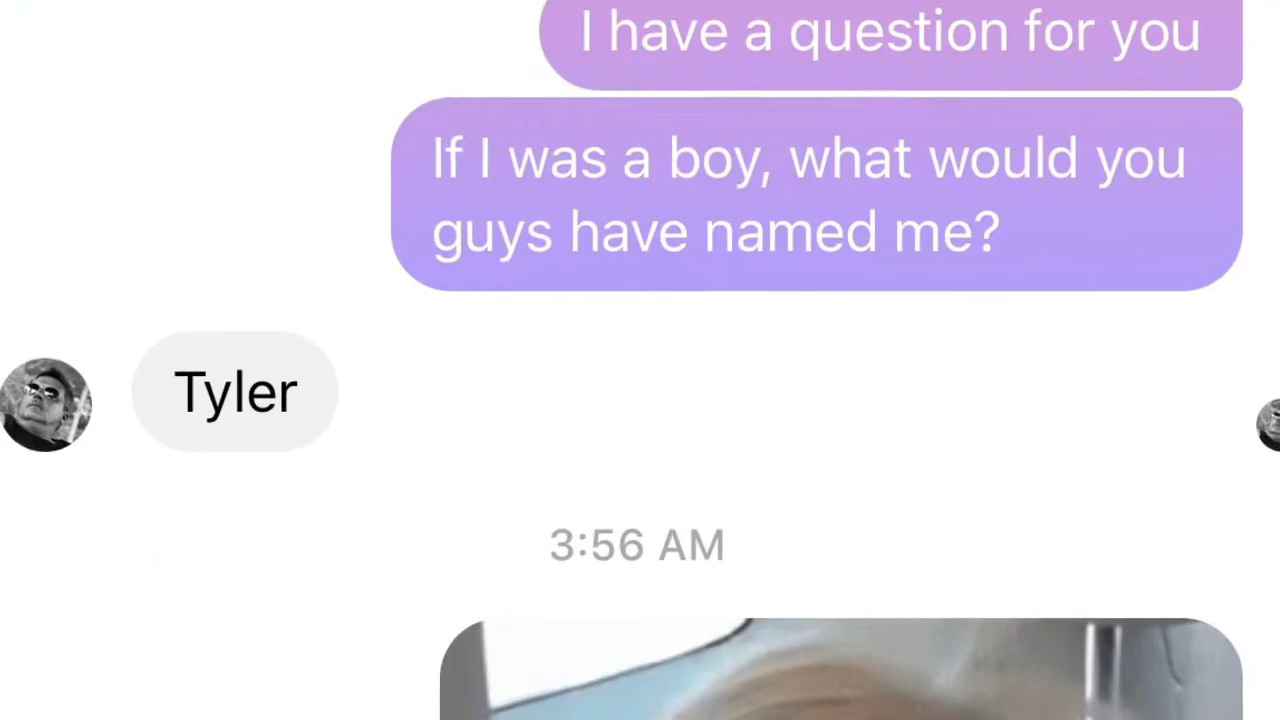 I have a question for you
If I was a boy, what would you
guys have named me?
Tyler
3:56 AM